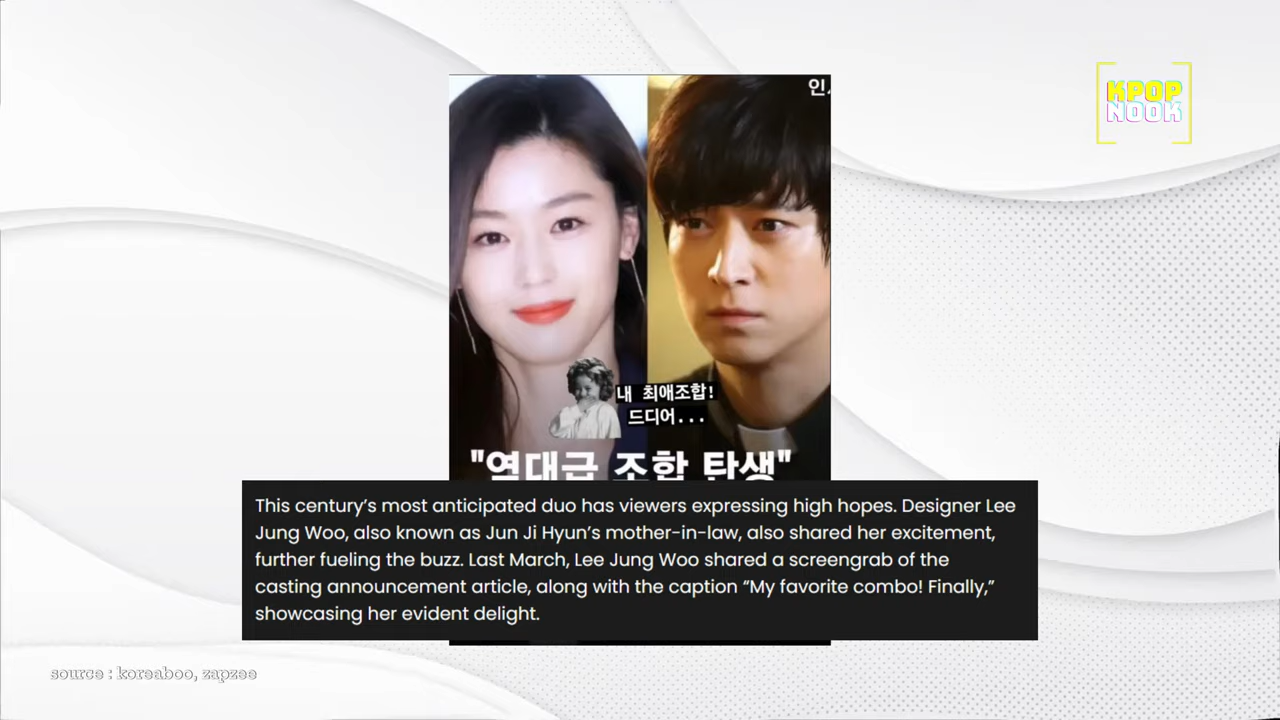 KPOP
NOOK
내 최애조합!
드디어...
"역대급 조합 탄생"
This century's most anticipated duo has viewers expressing high hopes. Designer Lee
Jung Woo, also known as Jun Ji Hyun's mother-in-law, also shared her excitement,
further fueling the buzz. Last March, Lee Jung Woo shared a screengrab of the
casting announcement article, along with the caption “My favorite combo! Finally,”
showcasing her evident delight.
source : koreaboo, zapzee